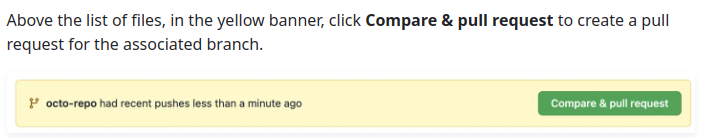 Above the list of files, in the yellow banner, click Compare & pull request to create a pull
request for the associated branch.
octo-repo had recent pushes less than a minute ago
Compare & pull request